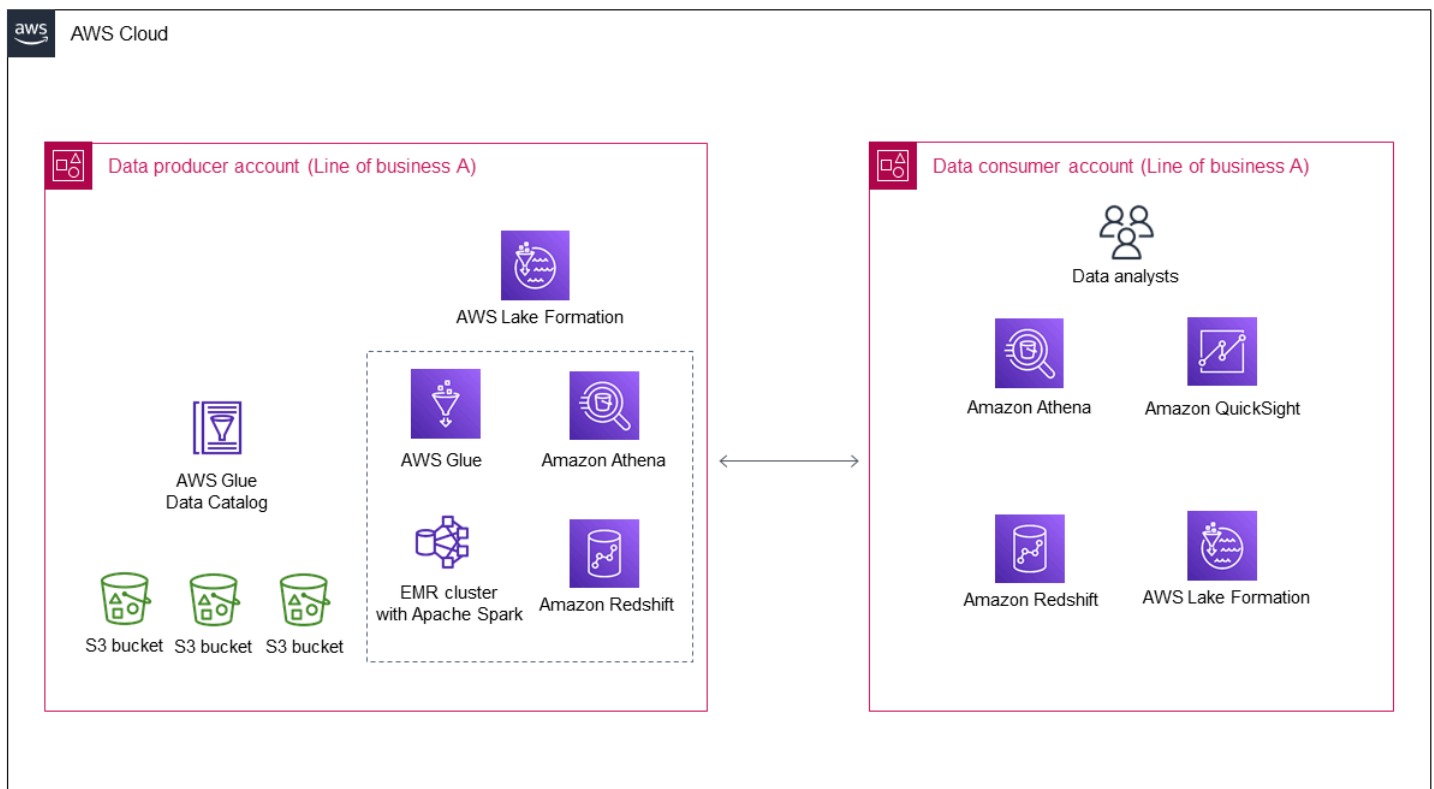 aws
AWS Cloud
Data producer account (Line of business A)
AWS Lake Formation
AWS Glue
Amazon Athena
AWS Glue
Data Catalog
EMR cluster
with Apache Spark
Amazon Redshift
S3 bucket
S3 bucket
S3 bucket
Data consumer account (Line of business A)
Data analysts
Amazon Athena
Amazon QuickSight
Amazon Redshift
AWS Lake Formation